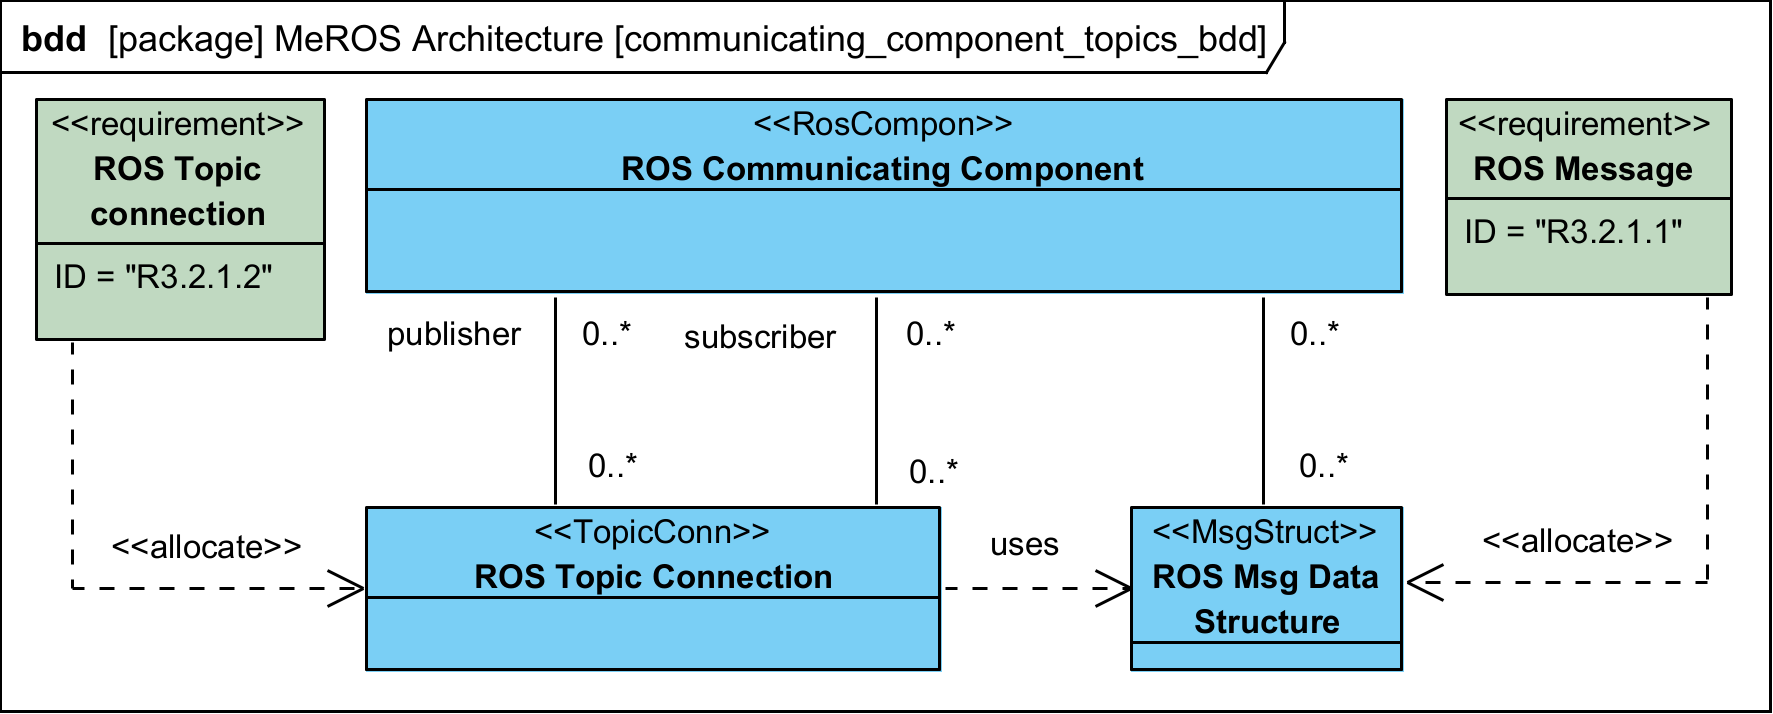 bdd [package] MeROS Architecture [communicating_component_topics_bdd]
<<requirement>>
ROS Topic
connection
ID = "R3.2.1.2"
<<RosCompon>>
ROS Communicating Component
<<requirement>>
ROS Message
ID = "R3.2.1.1"
publisher
0..*
subscriber
0..*
0..*
0..*
0..*
0..*
<<allocate>>
<<TopicConn>>
ROS Topic Connection
uses
<<MsgStruct>>
ROS Msg Data
Structure
<<allocate>>